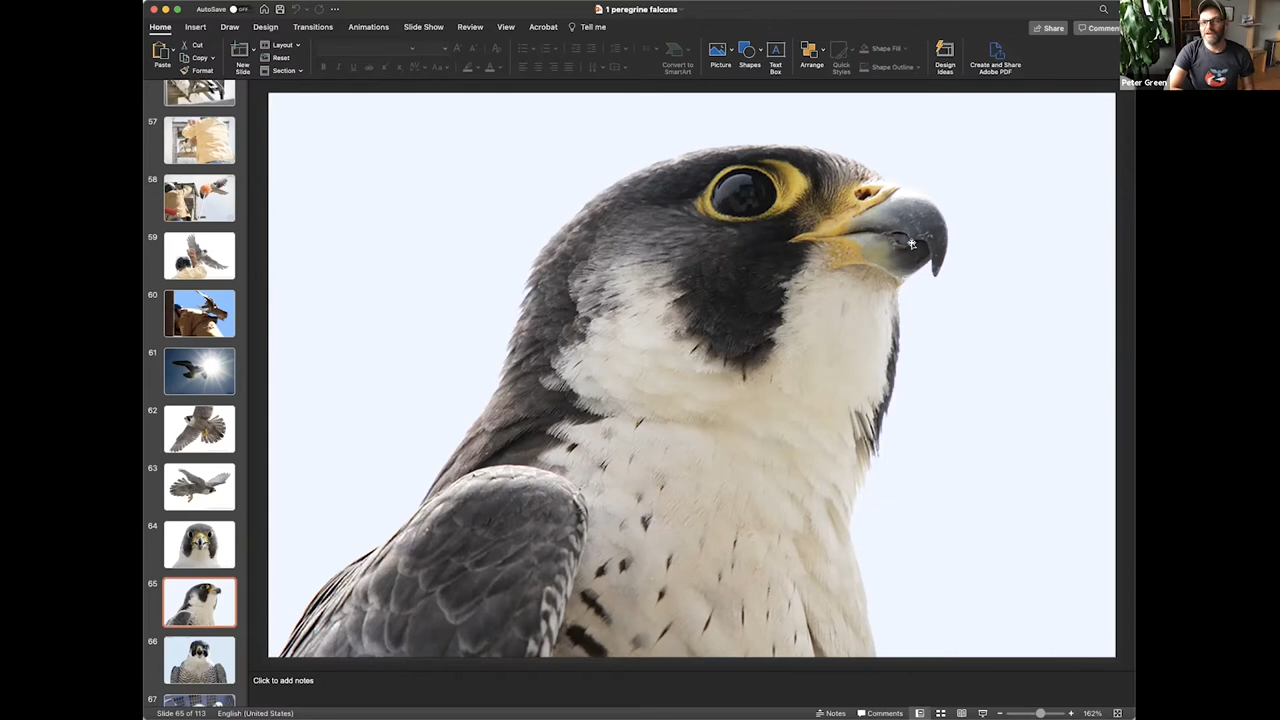 AutoSave OFF
1 peregrine falcons
Home Insert Draw Design Transitions Animations Slide Show Review View Acrobat Tell me
Share Comments
Paste
Cut
Copy
Format
New Slide
Layout
Reset
Section
Convert to SmartArt
Picture
Shapes
Text Box
Arrange
Quick Styles
Shape Fill
Shape Outline
Design Ideas
Create and Share Adobe PDF
Peter Green
57
58
59
60
61
62
63
64
65
66
67
Click to add notes
Slide 65 of 113 English (United States)
Notes Comments 162%